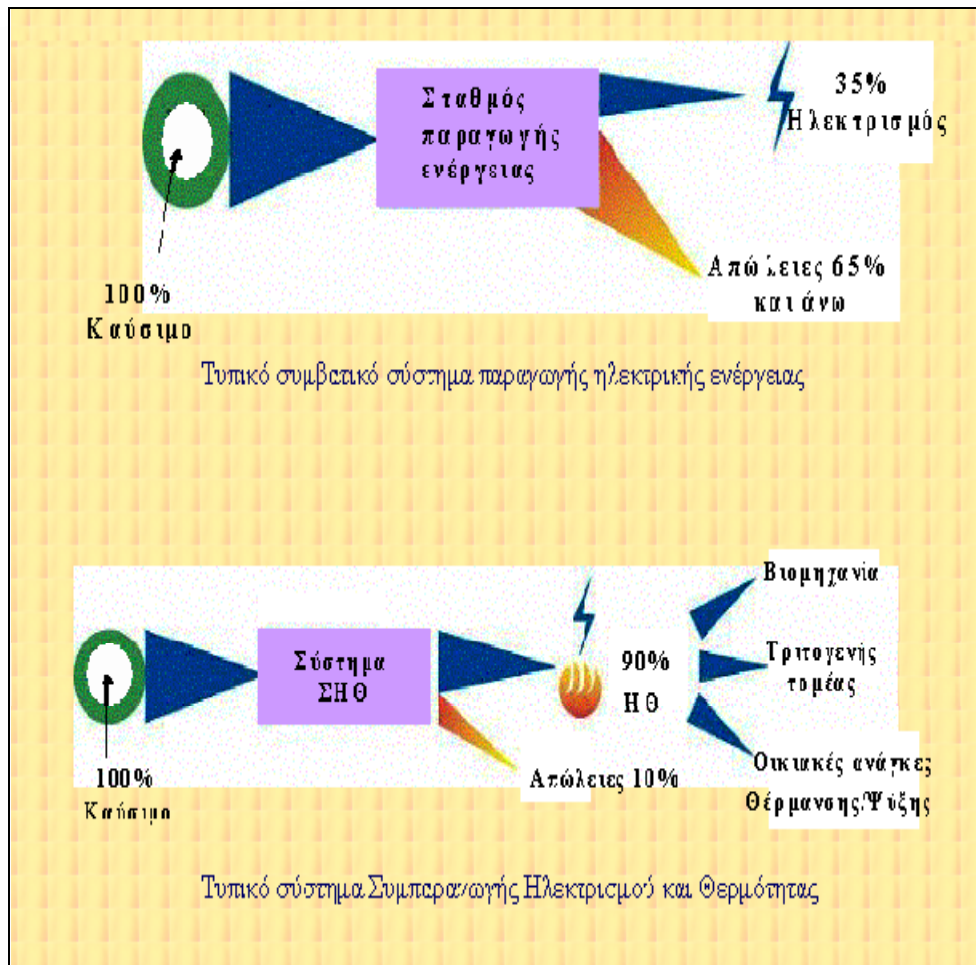 Σταθμός
παραγωγής
ενέργειας
35%
Ηλεκτρισμός
Απώλειες 65%
και άνω
100%
Καύσιμο
Τυπικό συμβατικό σύστημα παραγωγής ηλεκτρικής ενέργειας
Σύστημα
ΣΗΘ
90%
ΗΘ
Βιομηχανία
Τριτογενής
τομέας
Οικιακές ανάγκες
Θέρμανσης/Ψύξης
Απώλειες 10%
100%
Καύσιμο
Τυπικό σύστημα Συμπαραγωγής Ηλεκτρισμού και Θερμότητας